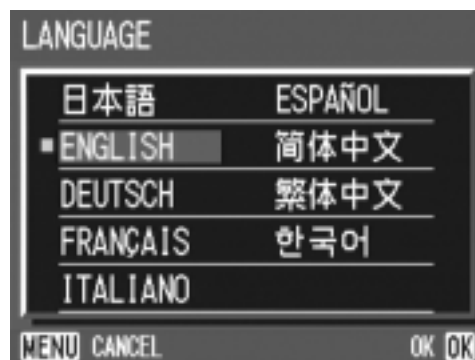 LANGUAGE
日本語 ESPAÑOL
ENGLISH 简体中文
DEUTSCH 繁体中文
FRANÇAIS 한국어
ITALIANO
MENU CANCEL OK OK